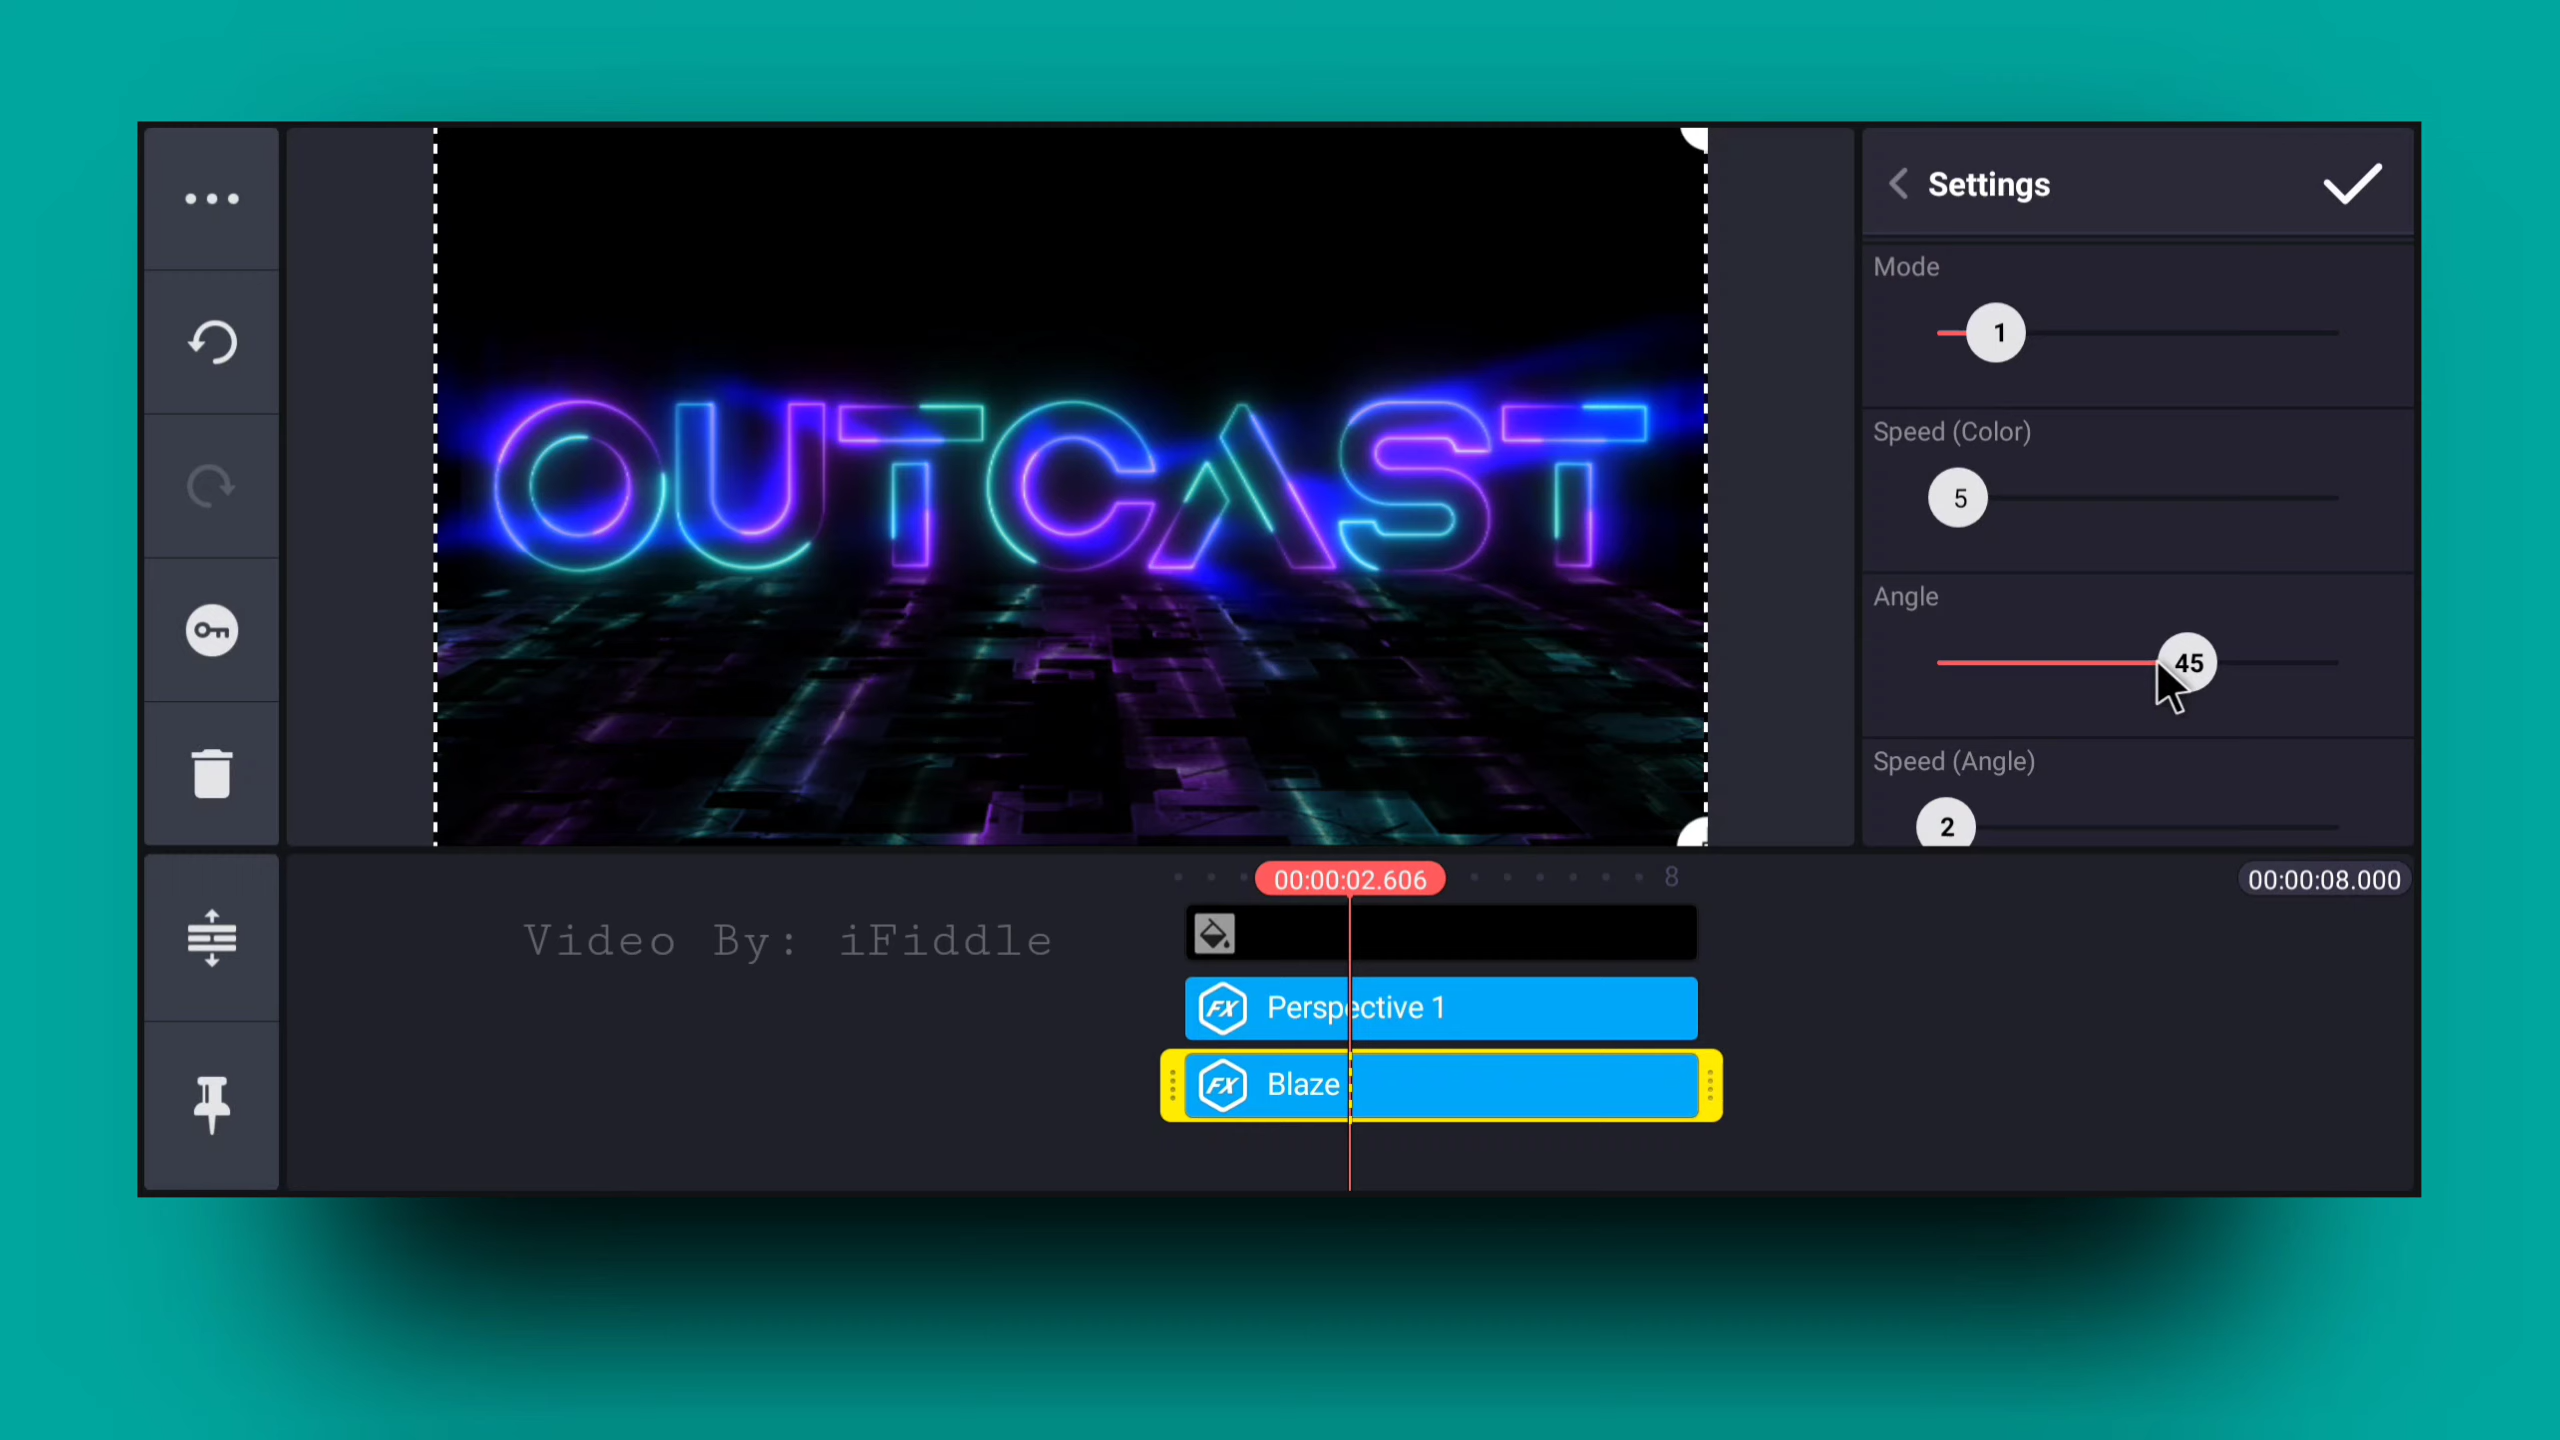 Settings
Mode
1
Speed (Color)
5
OUTCAST
Angle
45
Speed (Angle)
2
00:00:02.606
8
00:00:08.000
Video By: iFiddle
FX Perspective 1
FX Blaze